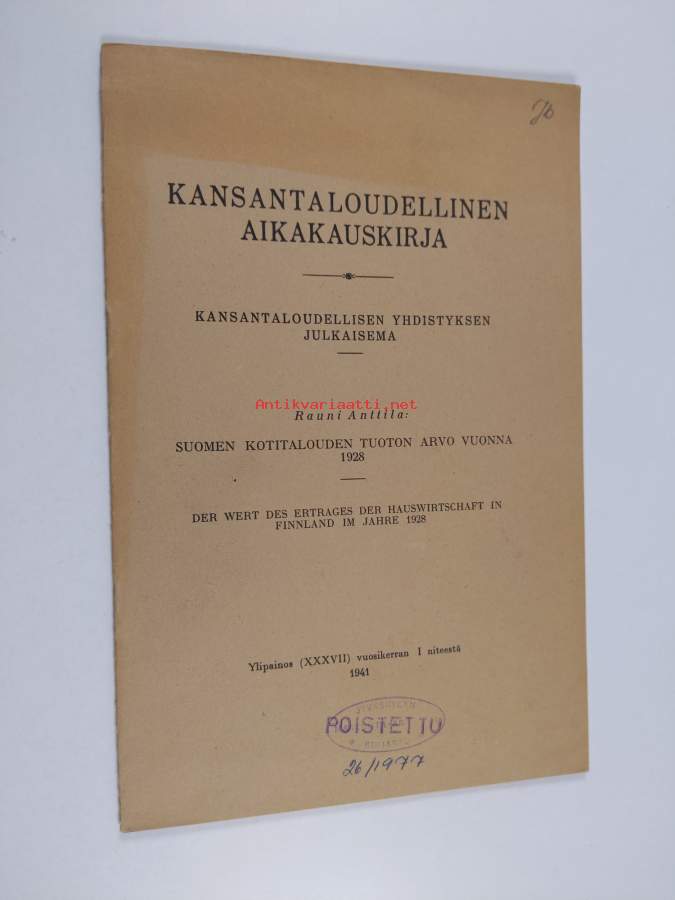 KANSANTALOUDELLINEN
AIKAKAUSKIRJA
KANSANTALOUDELLISEN YHDISTYKSEN
JULKAISEMA
Antikvariaatti.net
Rauni Anttila:
SUOMEN KOTITALOUDEN TUOTON ARVO VUONNA
1928
DER WERT DES ERTRAGES DER HAUSWIRTSCHAFT IN
FINNLAND IM JAHRE 1928
Ylipainos (XXXVII) vuosikerran I niteestä
1941
POISTETTU
26/1977